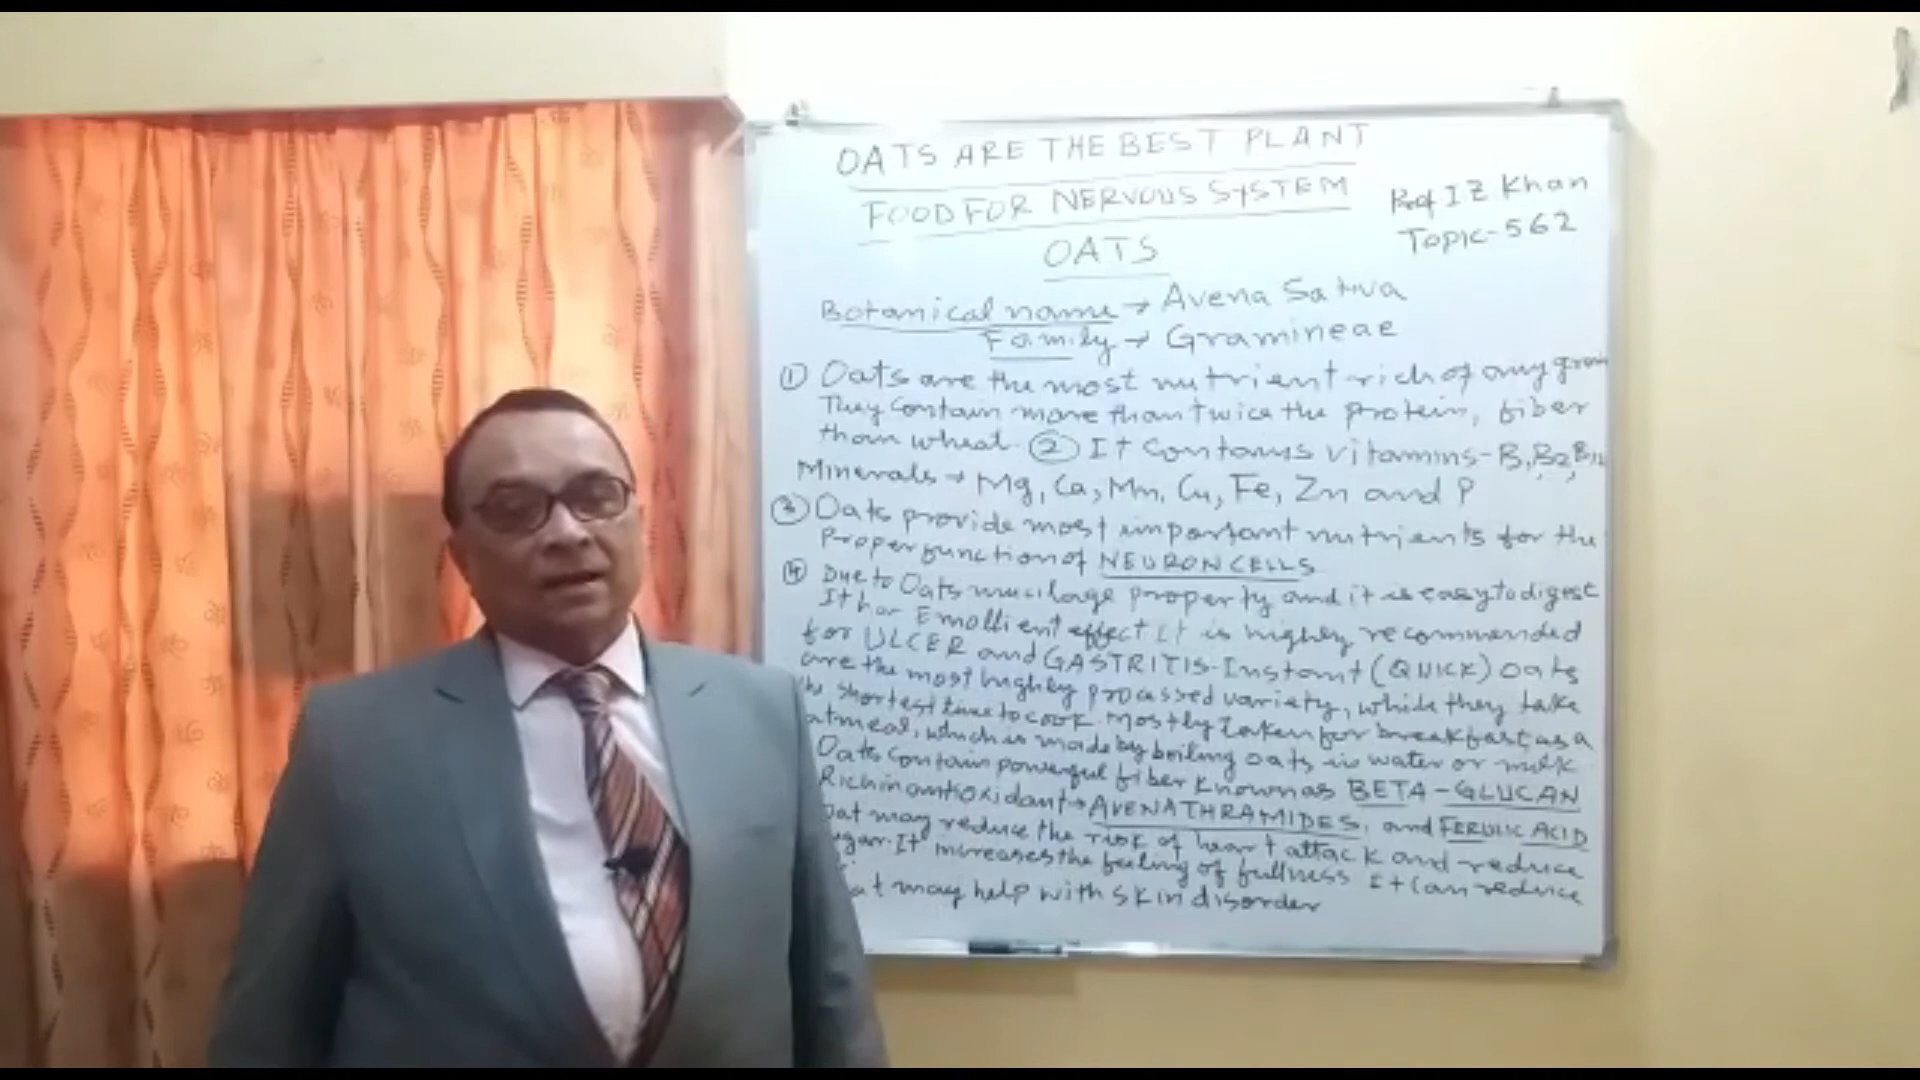 OATS ARE THE BEST PLANT
FOOD FOR NERVOUS SYSTEM
Prof I Z Khan
Topic-562
OATS
Botanical name → Avena Sativa
Family → Gramineae
① Oats are the most nutrient rich of any
They contain more than twice the protein, fiber
than wheat. ② It contains vitamins - B1, B2,
Minerals → Mg, Ca, Mn, Cu, Fe, Zn and P
③ Oats provide most important nutrients for the
Proper function of NEURON CELLS
④ Due to Oats mucilage property and it is easy to digest
It has Emollient effect It is highly recommended
for ULCER and GASTRITIS-Instant (QUICK) Oats
are the most highly processed variety, while they take
shortest time to cook. Mostly taken for breakfast as a
atmeal, which is made by boiling oats in water or milk
Oats contain powerful fiber known as BETA-GLUCAN
Rich in antioxidant → AVENATHRAMIDES, and FERULIC ACID
oat may reduce the risk of heart attack and reduce
ugar. It increases the feeling of fullness It can reduce
at may help with skin disorder